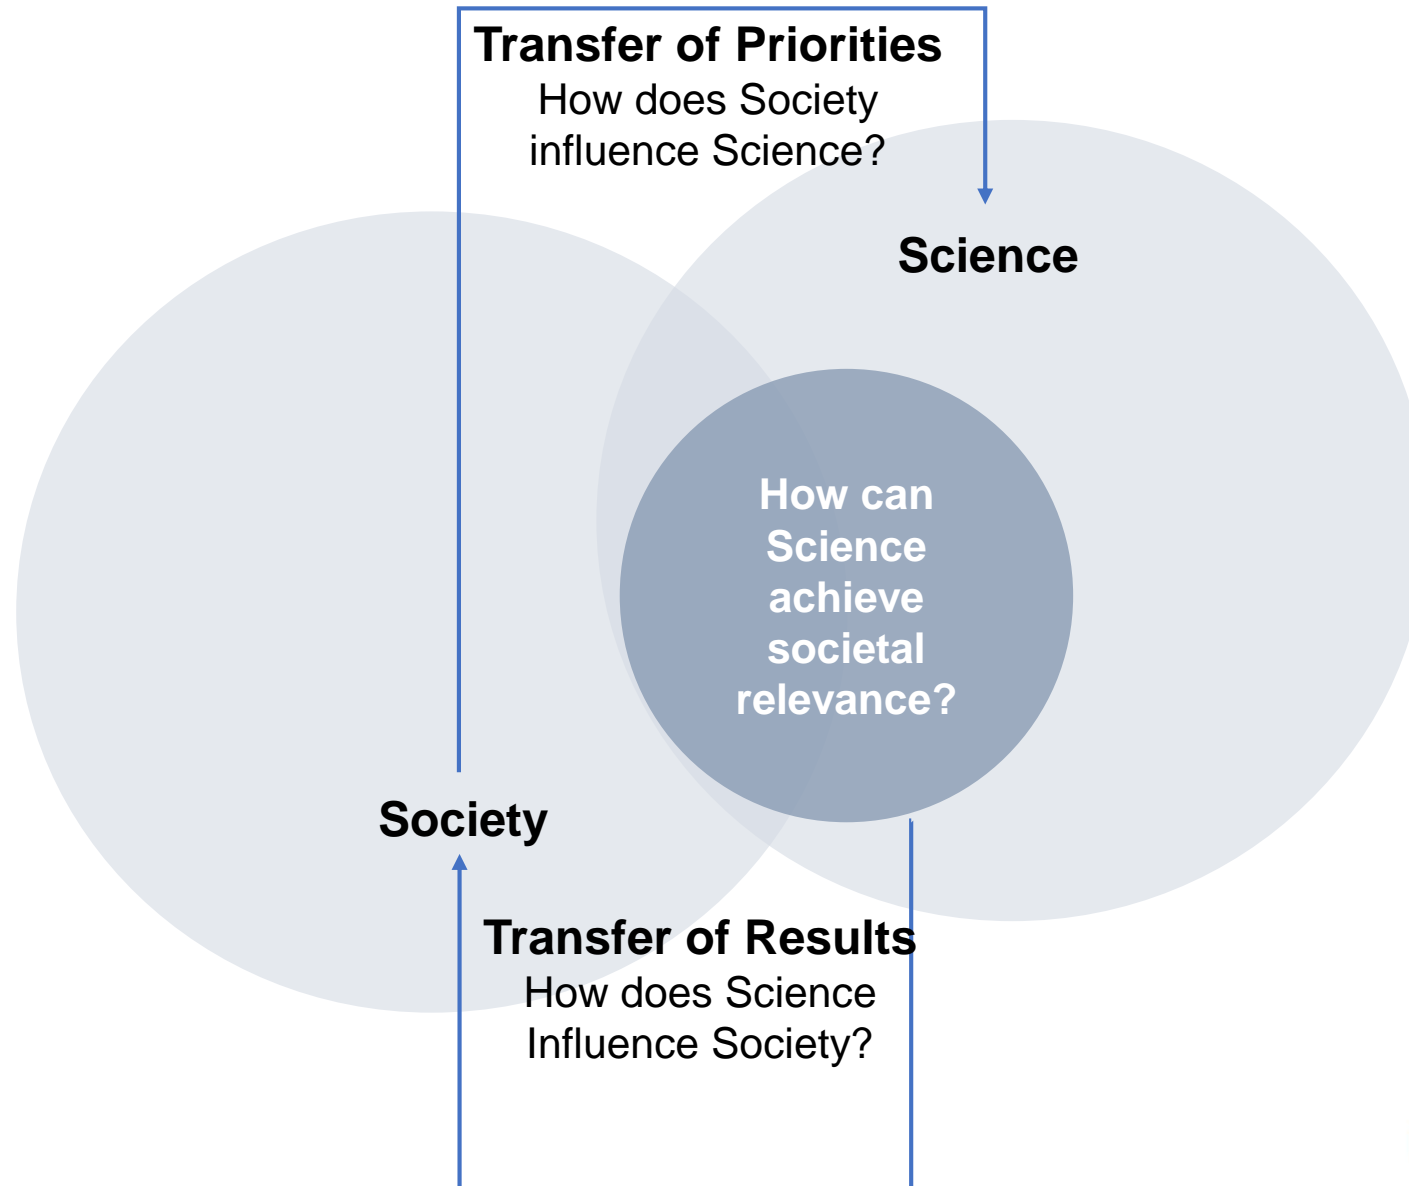 Transfer of Priorities
How does Society
influence Science?
Science
How can
Science
achieve
societal
relevance?
Society
Transfer of Results
How does Science
Influence Society?